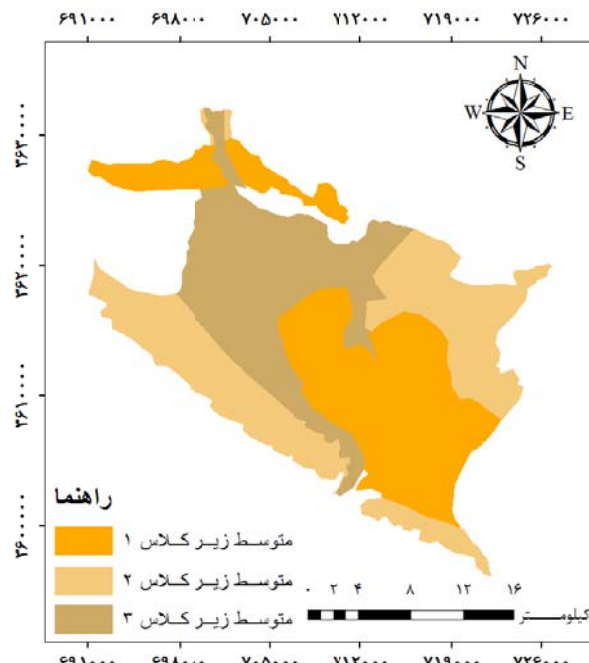 ۶۹۱۰۰۰ ۶۹۸۰۰۰ ۷۰۵۰۰۰ ۷۱۲۰۰۰ ۷۱۹۰۰۰ ۷۲۶۰۰۰
N
W E
S
۳۶۳۰۰۰۰
۳۶۲۰۰۰۰
۳۶۱۰۰۰۰
۳۶۰۰۰۰۰
راهنما
متوسط زیر کلاس ۱
متوسط زیر کلاس ۲
متوسط زیر کلاس ۳
۰ ۲ ۴ ۸ ۱۲ ۱۶
کیلومتر
۶۹۱۰۰۰ ۶۹۸۰۰۰ ۷۰۵۰۰۰ ۷۱۲۰۰۰ ۷۱۹۰۰۰ ۷۲۶۰۰۰